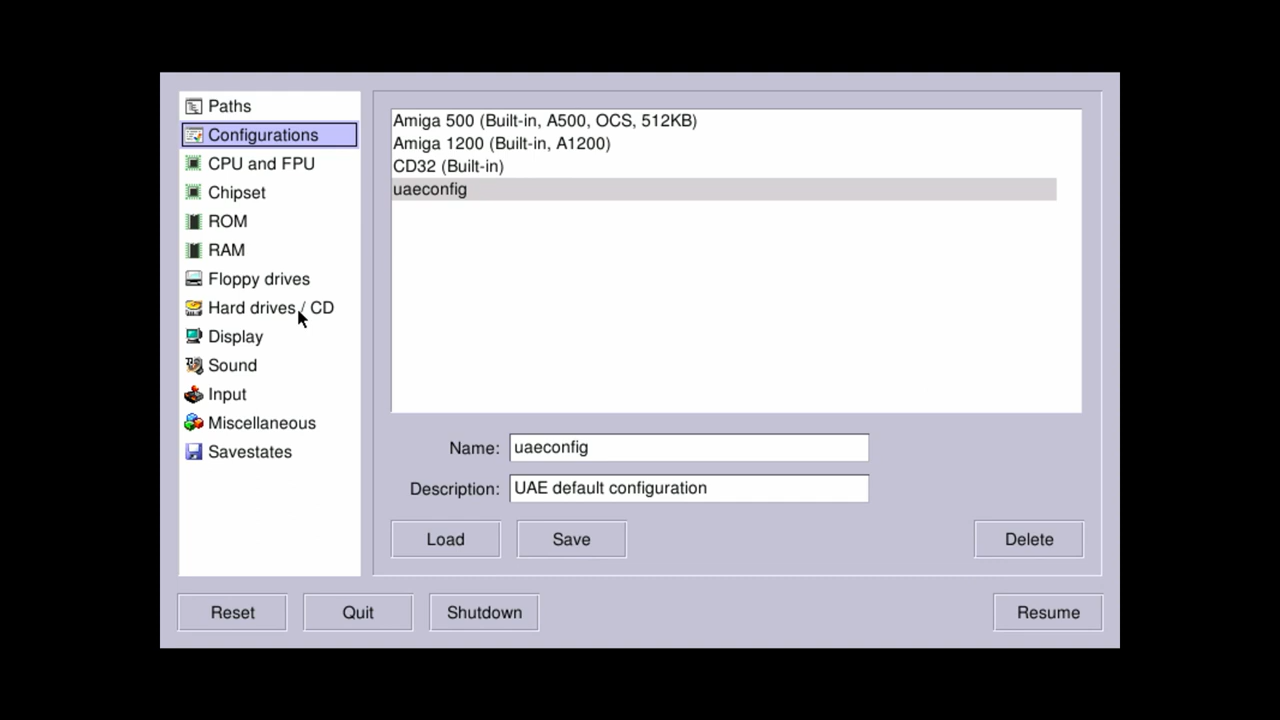 Paths
Configurations
CPU and FPU
Chipset
ROM
RAM
Floppy drives
Hard drives / CD
Display
Sound
Input
Miscellaneous
Savestates
Amiga 500 (Built-in, A500, OCS, 512KB)
Amiga 1200 (Built-in, A1200)
CD32 (Built-in)
uaeconfig
Name: uaeconfig
Description: UAE default configuration
Load Save Delete
Reset Quit Shutdown Resume